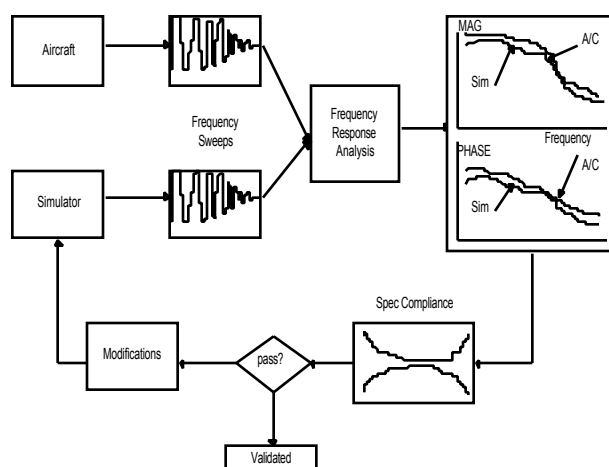 Aircraft
Frequency
Sweeps
Simulator
Frequency
Response
Analysis
MAG
A/C
Sim
Frequency
PHASE
A/C
Sim
Spec Compliance
Modifications
pass?
Validated